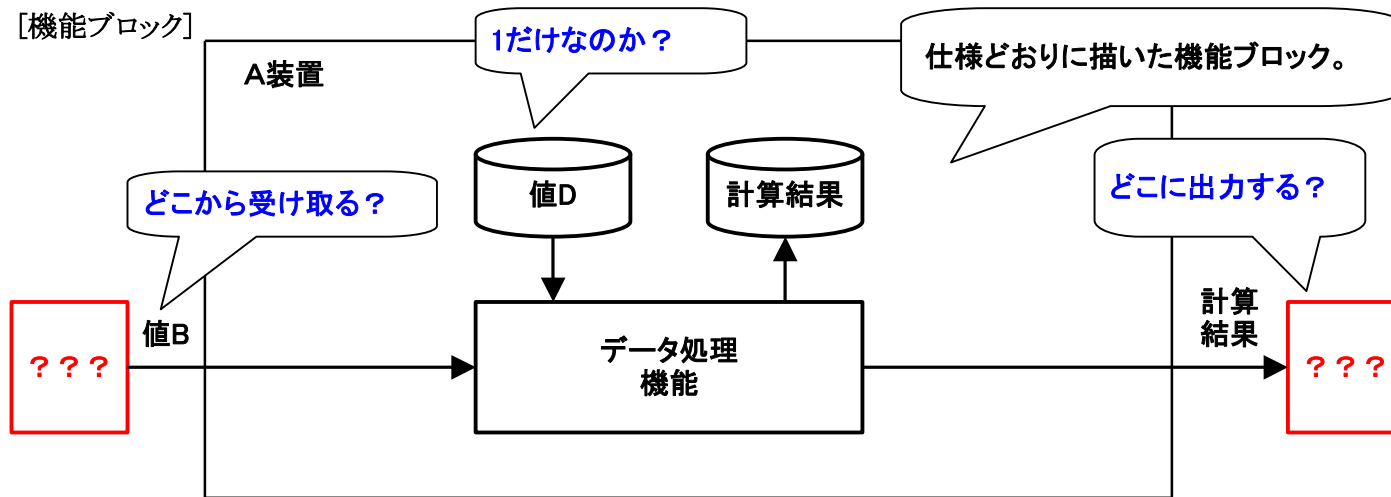 [機能ブロック]
1だけなのか？
仕様どおりに描いた機能ブロック。
A装置
どこから受け取る？
値D
計算結果
どこに出力する？
値B
計算
結果
？？？
データ処理
機能
？？？